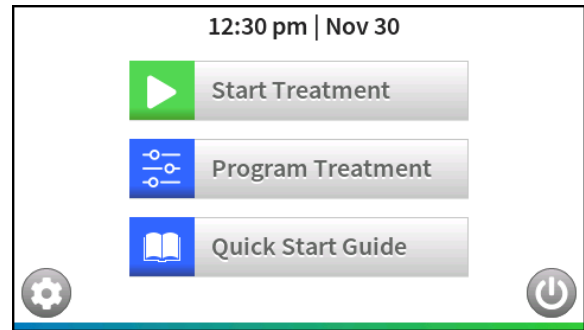 12:30 pm | Nov 30
Start Treatment
Program Treatment
Quick Start Guide